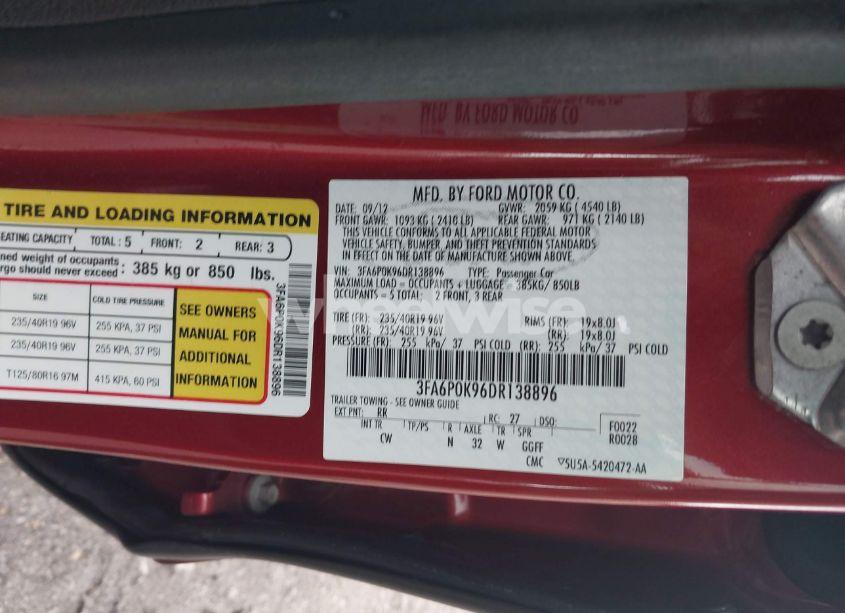 TIRE AND LOADING INFORMATION
EATING CAPACITY TOTAL : 5 FRONT: 2 REAR: 3
ned weight of occupants
rgo should never exceed : 385 kg or 850 lbs.
SIZE COLD TIRE PRESSURE
235/40R19 96V 255 KPA, 37 PSI
235/40R19 96V 255 KPA, 37 PSI
T125/80R16 97M 415 KPA, 60 PSI
SEE OWNERS
MANUAL FOR
ADDITIONAL
INFORMATION
3FA6P0K96DR138896
MFD. BY FORD MOTOR CO.
DATE: 09/12 GVWR: 2059 KG ( 4540 LB)
FRONT GAWR: 1093 KG ( 2410 LB) REAR GAWR: 971 KG ( 2140 LB)
THIS VEHICLE CONFORMS TO ALL APPLICABLE FEDERAL MOTOR
VEHICLE SAFETY, BUMPER, AND THEFT PREVENTION STANDARDS
IN EFFECT ON THE DATE OF MANUFACTURE SHOWN ABOVE.
VIN: 3FA6P0K96DR138896 TYPE: Passenger Car
MAXIMUM LOAD = OCCUPANTS + LUGGAGE = 385KG/ 850LB
OCCUPANTS = 5 TOTAL: 2 FRONT, 3 REAR
TIRE (FR): 235/40R19 96V RIMS (FR): 19x8.0J
(RR): 235/40R19 96V (RR): 19x8.0J
PRESSURE (FR): 255 kPa/ 37 PSI COLD (RR): 255 kPa/ 37 PSI COLD
3FA6P0K96DR138896
TRAILER TOWING - SEE OWNER GUIDE
EXT PNT: RR RC: 27 DSO: F0022
R0028
INT TR TP/PS R AXLE TR SPR
CW N 32 W GGFF
CMC 5U5A-5420472-AA
MFD. BY FORD MOTOR CO
wheelwise